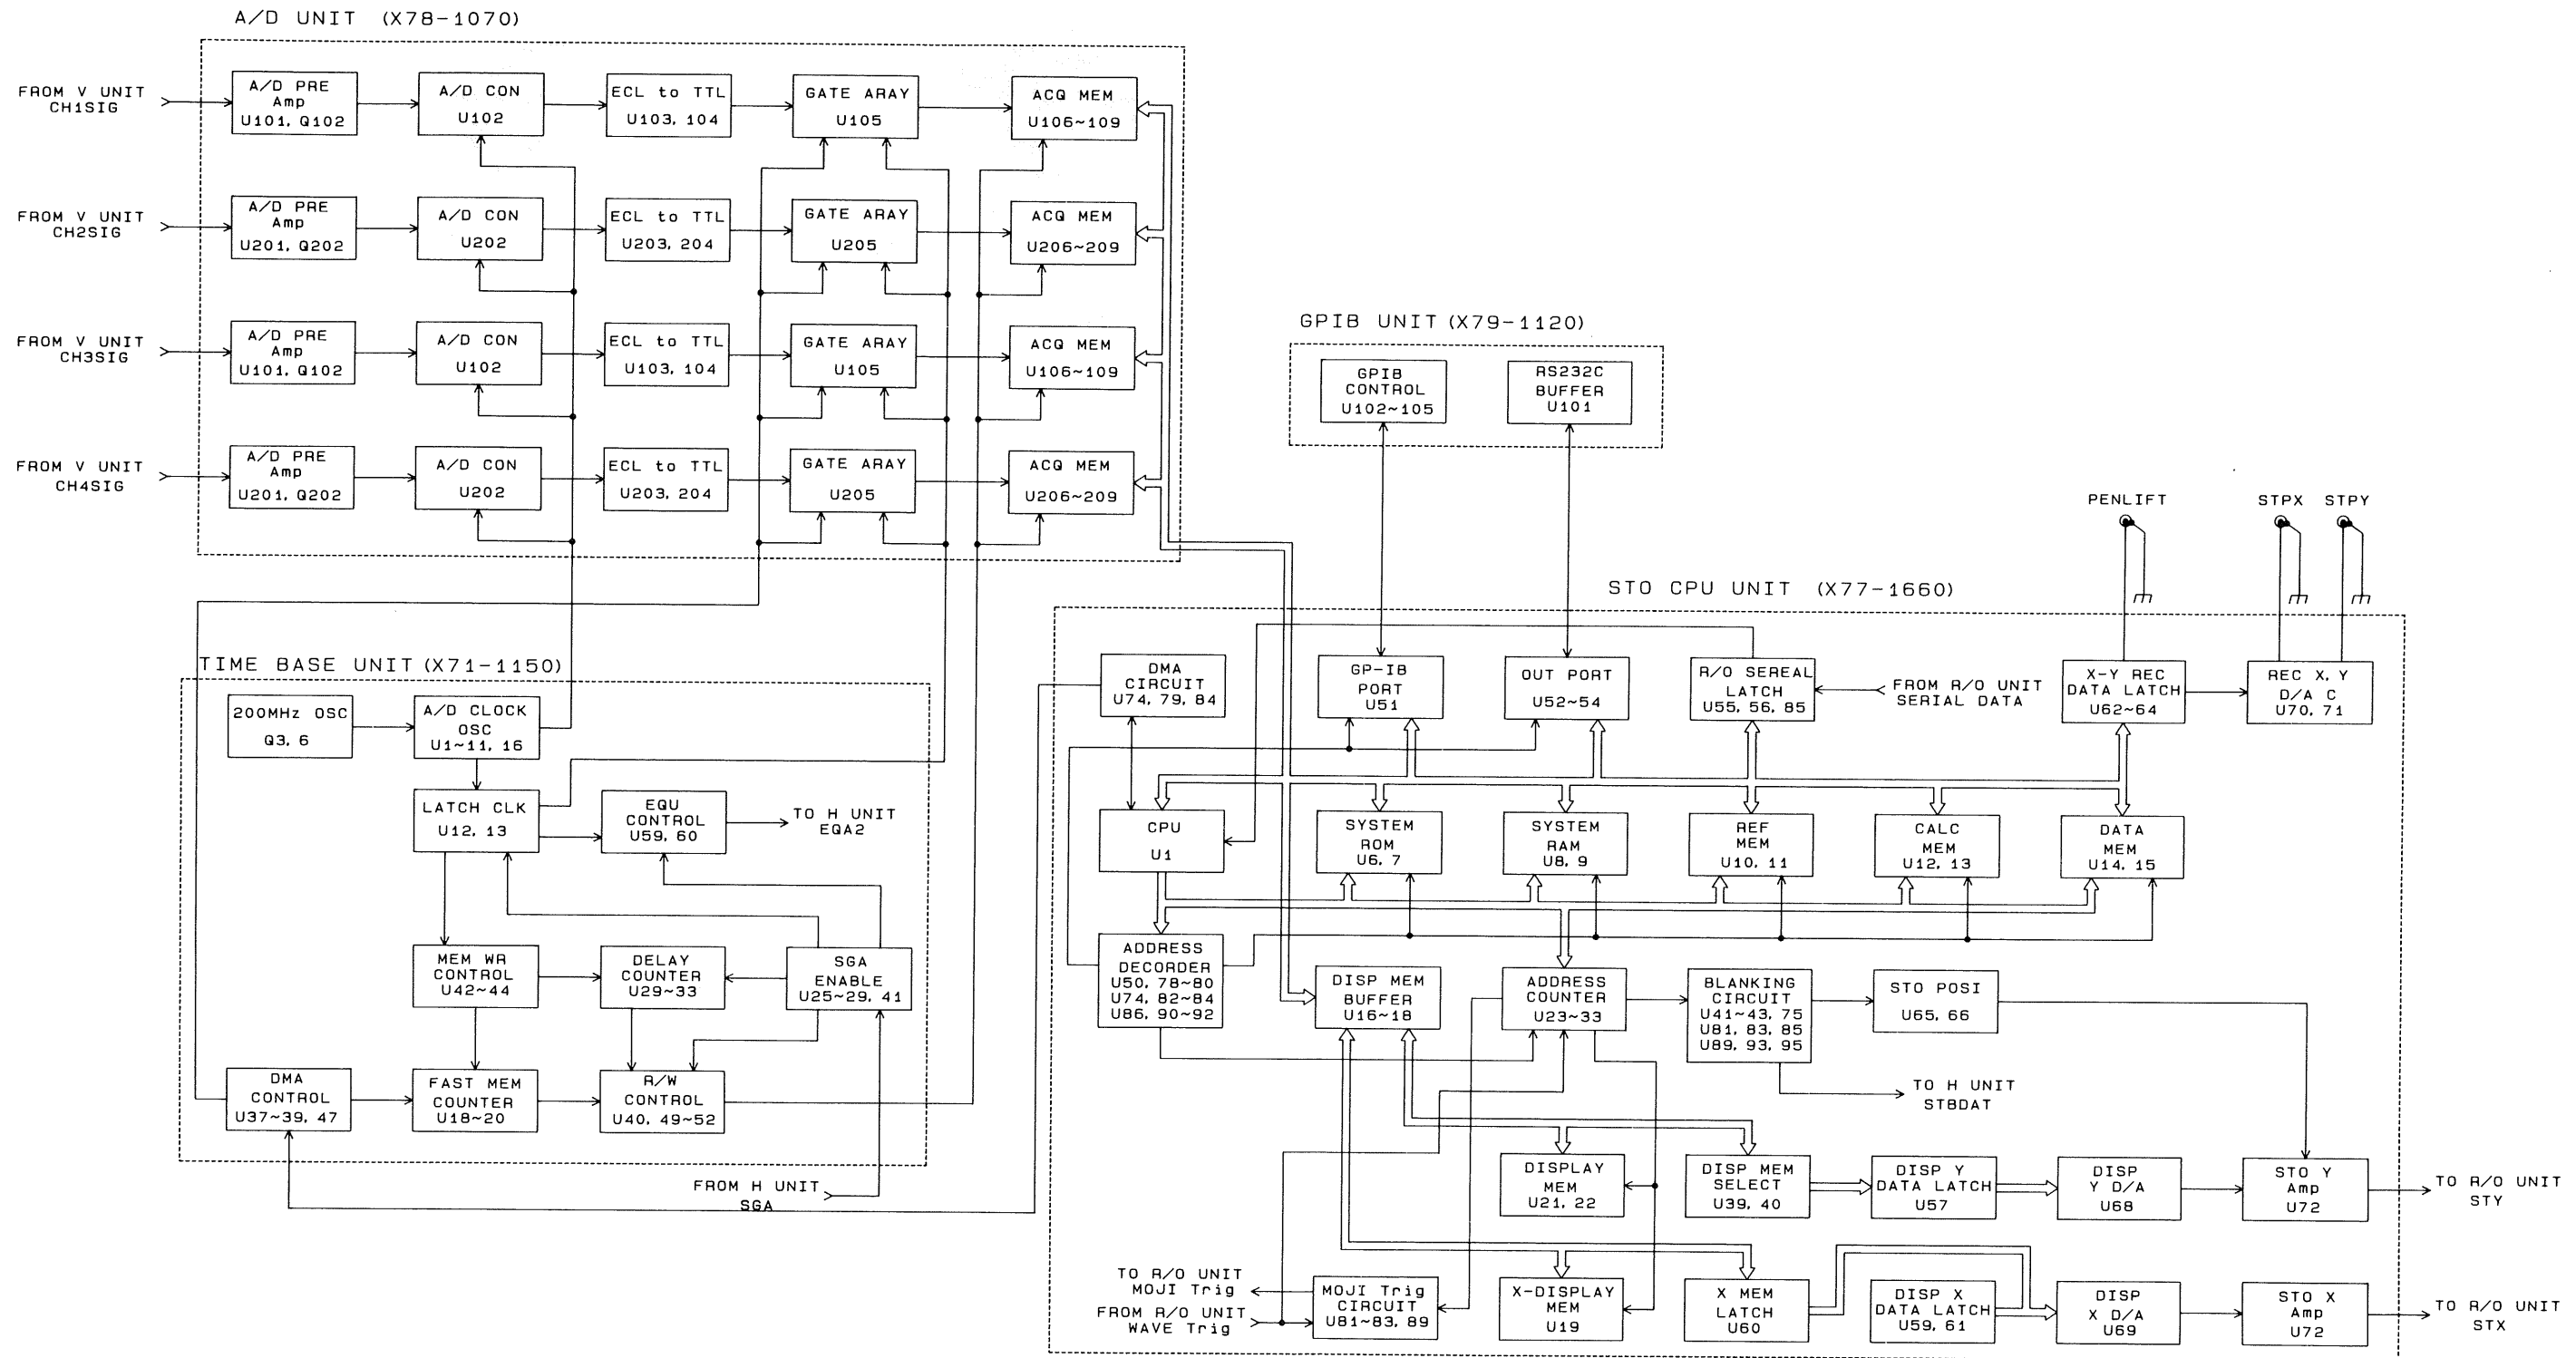 A/D UNIT (X78-1070)
FROM V UNIT
CH1SIG
A/D PRE
Amp
U101, Q102
A/D CON
U102
ECL to TTL
U103, 104
GATE ARAY
U105
ACQ MEM
U106~109
FROM V UNIT
CH2SIG
A/D PRE
Amp
U201, Q202
A/D CON
U202
ECL to TTL
U203, 204
GATE ARAY
U205
ACQ MEM
U206~209
FROM V UNIT
CH3SIG
A/D PRE
Amp
U101, Q102
A/D CON
U102
ECL to TTL
U103, 104
GATE ARAY
U105
ACQ MEM
U106~109
FROM V UNIT
CH4SIG
A/D PRE
Amp
U201, Q202
A/D CON
U202
ECL to TTL
U203, 204
GATE ARAY
U205
ACQ MEM
U206~209
GPIB UNIT (X79-1120)
GPIB
CONTROL
U102~105
RS232C
BUFFER
U101
PENLIFT
STPX
STPY
TIME BASE UNIT (X71-1150)
200MHz OSC
Q3, 6
A/D CLOCK
OSC
U1~11, 16
LATCH CLK
U12, 13
EQU
CONTROL
U59, 60
TO H UNIT
EQA2
MEM WR
CONTROL
U42~44
DELAY
COUNTER
U29~33
SGA
ENABLE
U25~29, 41
DMA
CONTROL
U37~39, 47
FAST MEM
COUNTER
U18~20
R/W
CONTROL
U40, 49~52
FROM H UNIT
SGA
STO CPU UNIT (X77-1660)
DMA
CIRCUIT
U74, 79, 84
GP-IB
PORT
U51
OUT PORT
U52~54
R/O SEREAL
LATCH
U55, 56, 85
FROM R/O UNIT
SERIAL DATA
X-Y REC
DATA LATCH
U62~64
REC X, Y
D/A C
U70, 71
CPU
U1
SYSTEM
ROM
U6, 7
SYSTEM
RAM
U8, 9
REF
MEM
U10, 11
CALC
MEM
U12, 13
DATA
MEM
U14, 15
ADDRESS
DECORDER
U50, 78~80
U74, 82~84
U86, 90~92
DISP MEM
BUFFER
U16~18
ADDRESS
COUNTER
U23~33
BLANKING
CIRCUIT
U41~43, 75
U81, 83, 85
U89, 93, 95
STO POSI
U65, 66
TO H UNIT
STBDAT
DISPLAY
MEM
U21, 22
DISP MEM
SELECT
U39, 40
DISP Y
DATA LATCH
U57
DISP
Y D/A
U68
STO Y
Amp
U72
TO R/O UNIT
STY
TO R/O UNIT
MOJI Trig
FROM R/O UNIT
WAVE Trig
MOJI Trig
CIRCUIT
U81~83, 89
X-DISPLAY
MEM
U19
X MEM
LATCH
U60
DISP X
DATA LATCH
U59, 61
DISP
X D/A
U69
STO X
Amp
U72
TO R/O UNIT
STX